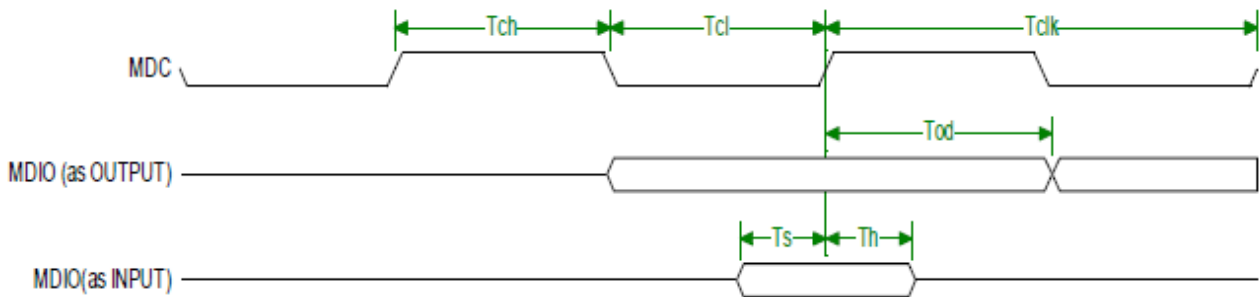 Tch Tcl Tclk
MDC
Tod
MDIO (as OUTPUT)
Ts Th
MDIO(as INPUT)